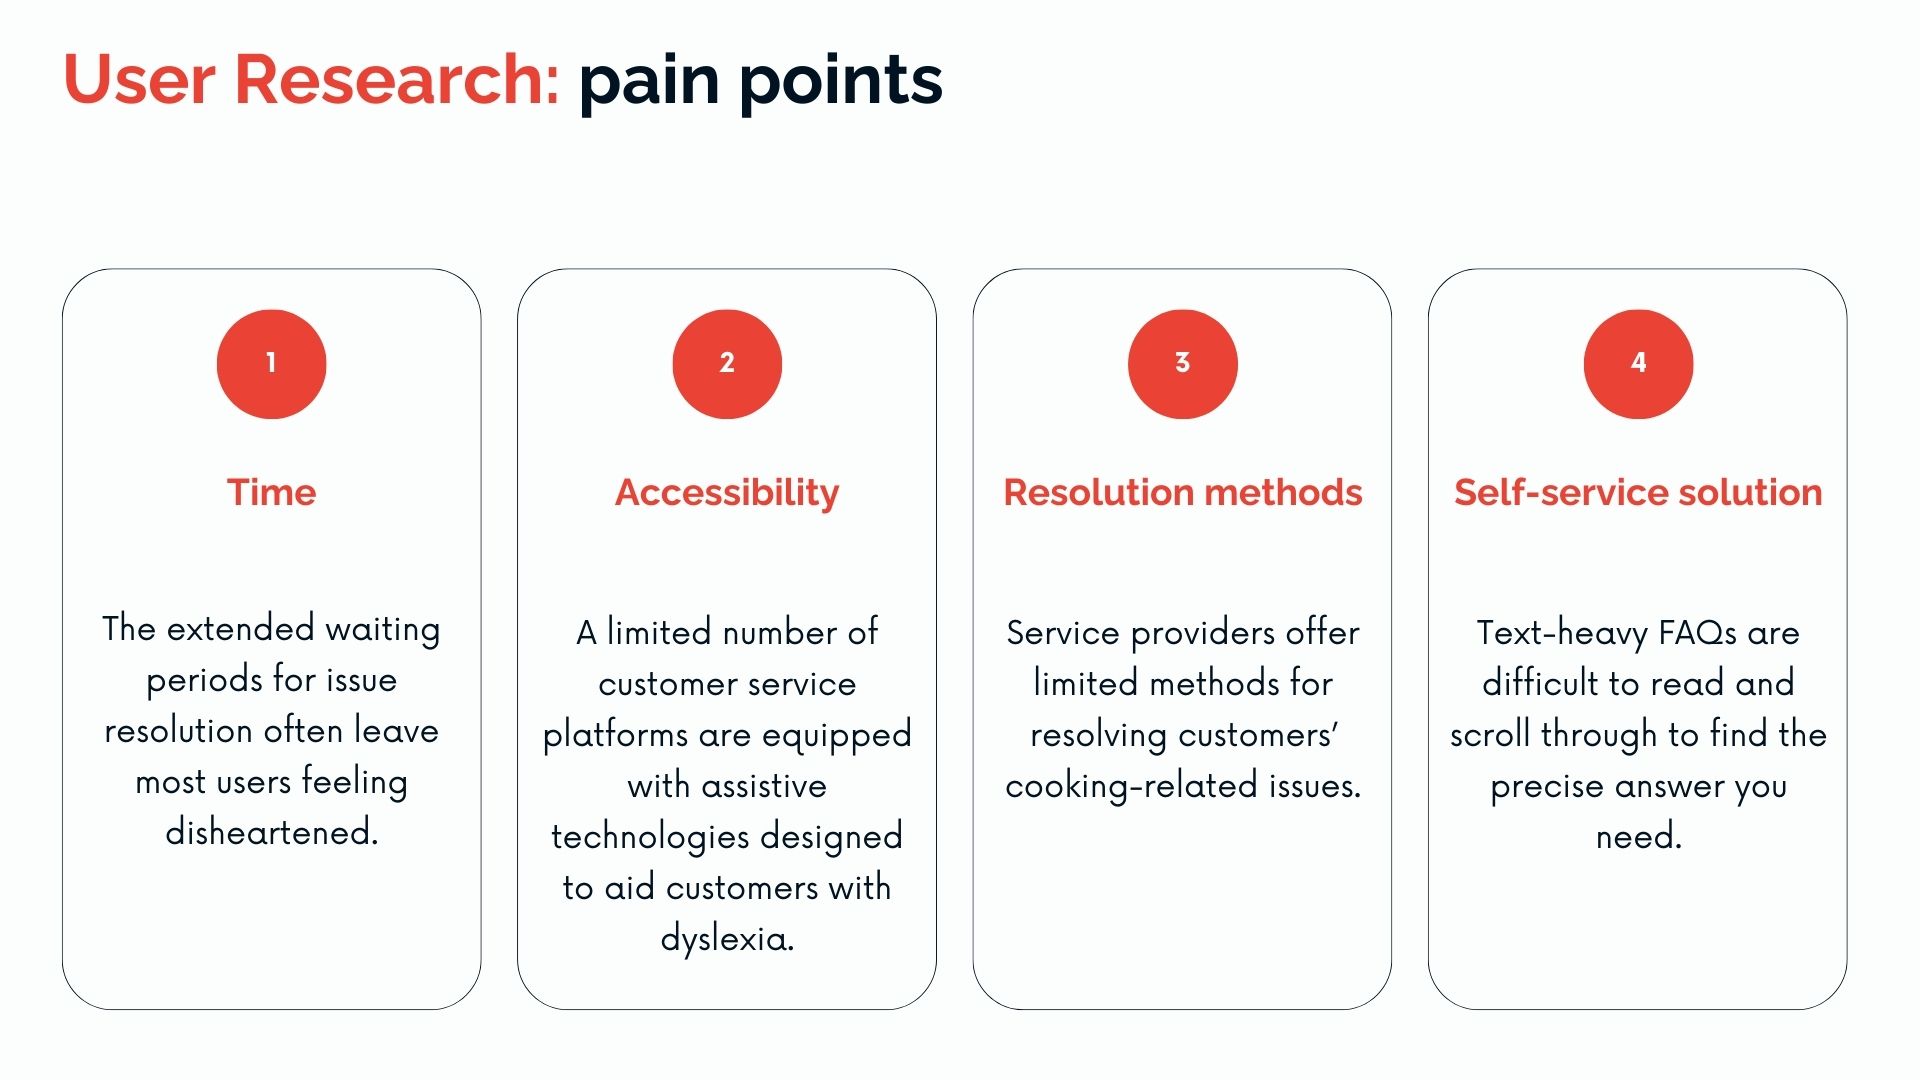 User Research: pain points
1
Time
The extended waiting
periods for issue
resolution often leave
most users feeling
disheartened.
2
Accessibility
A limited number of
customer service
platforms are equipped
with assistive
technologies designed
to aid customers with
dyslexia.
3
Resolution methods
Service providers offer
limited methods for
resolving customers’
cooking-related issues.
4
Self-service solution
Text-heavy FAQs are
difficult to read and
scroll through to find the
precise answer you
need.